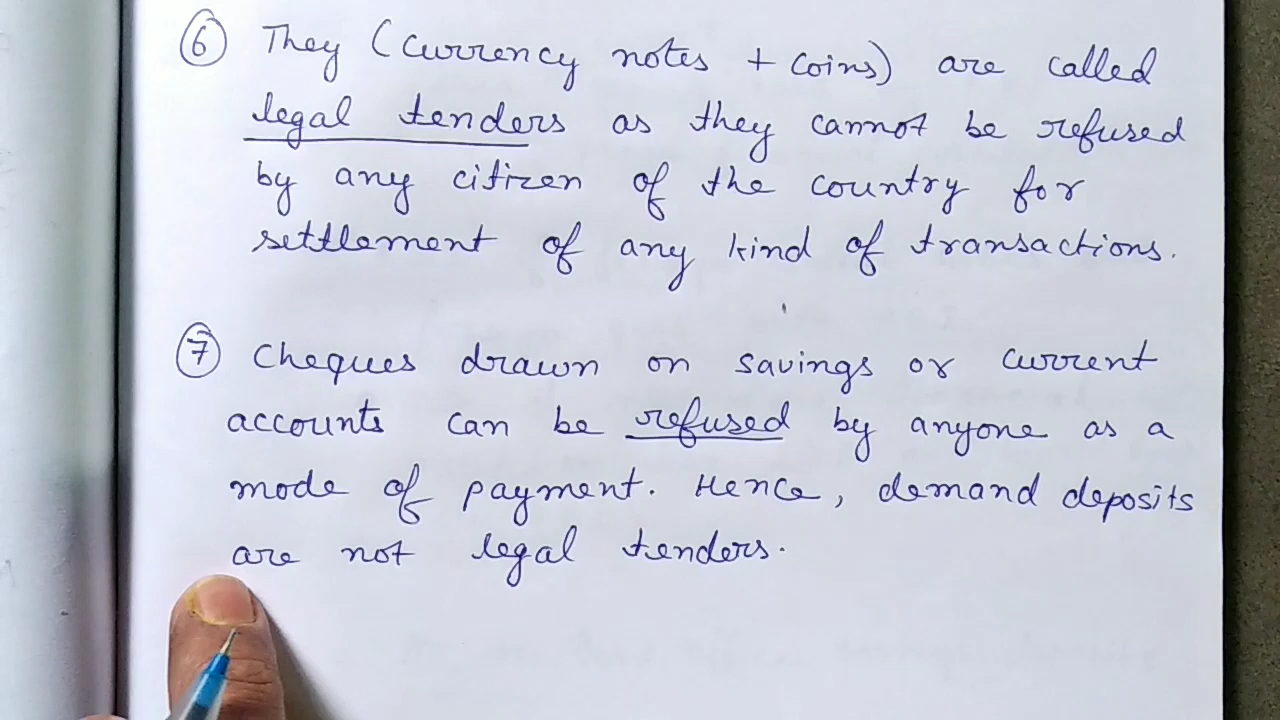 ⑥ They (currency notes + coins) are called
legal tenders as they cannot be refused
by any citizen of the country for
settlement of any kind of transactions.
⑦ Cheques drawn on savings or current
accounts can be refused by anyone as a
mode of payment. Hence, demand deposits
are not legal tenders.